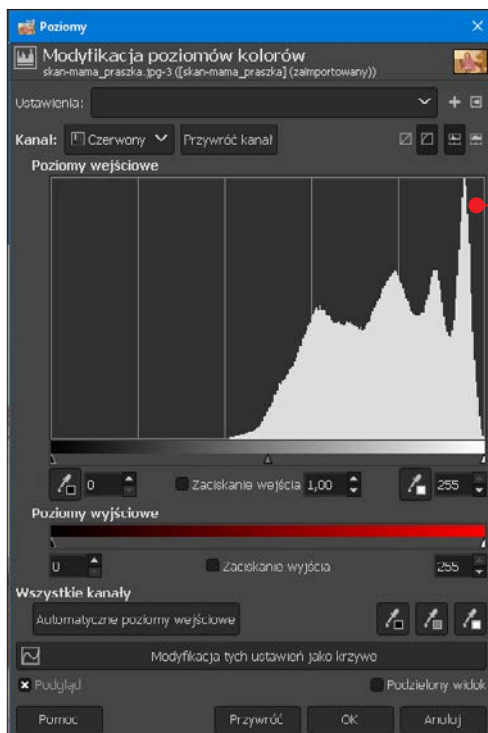 Poziomy
Modyfikacja poziomów kolorów
skan-mama_praszka.jpg-3 ([skan-mama_praszka] (zaimportowany))
Ustawienia:
Kanał: Czerwony Przywróć kanał
Poziomy wejściowe
0 Zaciskanie wejścia 1,00 255
Poziomy wyjściowe
0 Zaciskanie wyjścia 255
Wszystkie kanały
Automatyczne poziomy wejściowe
Modyfikacja tych ustawień jako krzywe
Podgląd Podzielony widok
Pomoc Przywróć OK Anuluj